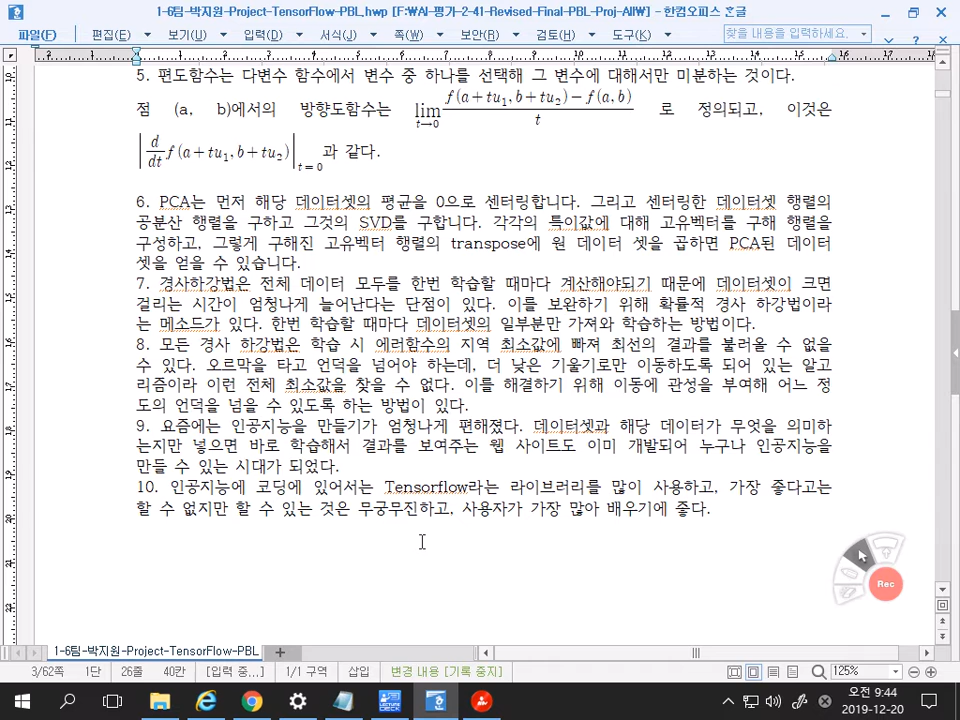 1-6팀-박지원-Project-TensorFlow-PBL.hwp [F:₩AI-평가-2-41-Revised-Final-PBL-Proj-All₩] - 한컴오피스 흔글
파일(F) 편집(E) 보기(U) 입력(D) 서식(J) 쪽(W) 보안(R) 검토(H) 도구(K) 찾을 내용을 입력하세요.
5. 편도함수는 다변수 함수에서 변수 중 하나를 선택해 그 변수에 대해서만 미분하는 것이다.
점 (a, b)에서의 방향도함수는 lim t→0 f(a+tu₁, b+tu₂)−f(a, b) / t 로 정의되고, 이것은
| d/dt f(a+tu₁, b+tu₂) | t=0 과 같다.
6. PCA는 먼저 해당 데이터셋의 평균을 0으로 센터링합니다. 그리고 센터링한 데이터셋 행렬의
공분산 행렬을 구하고 그것의 SVD를 구합니다. 각각의 특이값에 대해 고유벡터를 구해 행렬을
구성하고, 그렇게 구해진 고유벡터 행렬의 transpose에 원 데이터 셋을 곱하면 PCA된 데이터
셋을 얻을 수 있습니다.
7. 경사하강법은 전체 데이터 모두를 한번 학습할 때마다 계산해야되기 때문에 데이터셋이 크면
걸리는 시간이 엄청나게 늘어난다는 단점이 있다. 이를 보완하기 위해 확률적 경사 하강법이라
는 메소드가 있다. 한번 학습할 때마다 데이터셋의 일부분만 가져와 학습하는 방법이다.
8. 모든 경사 하강법은 학습 시 에러함수의 지역 최소값에 빠져 최선의 결과를 불러올 수 없을
수 있다. 오르막을 타고 언덕을 넘어야 하는데, 더 낮은 기울기로만 이동하도록 되어 있는 알고
리즘이라 이런 전체 최소값을 찾을 수 없다. 이를 해결하기 위해 이동에 관성을 부여해 어느 정
도의 언덕을 넘을 수 있도록 하는 방법이 있다.
9. 요즘에는 인공지능을 만들기가 엄청나게 편해졌다. 데이터셋과 해당 데이터가 무엇을 의미하
는지만 넣으면 바로 학습해서 결과를 보여주는 웹 사이트도 이미 개발되어 누구나 인공지능을
만들 수 있는 시대가 되었다.
10. 인공지능에 코딩에 있어서는 Tensorflow라는 라이브러리를 많이 사용하고, 가장 좋다고는
할 수 없지만 할 수 있는 것은 무궁무진하고, 사용자가 가장 많아 배우기에 좋다.
Rec
1-6팀-박지원-Project-TensorFlow-PBL
3/62쪽 1단 26줄 40칸 [입력 중...] 1/1 구역 삽입 변경 내용 [기록 중지] 125%
오전 9:44
2019-12-20